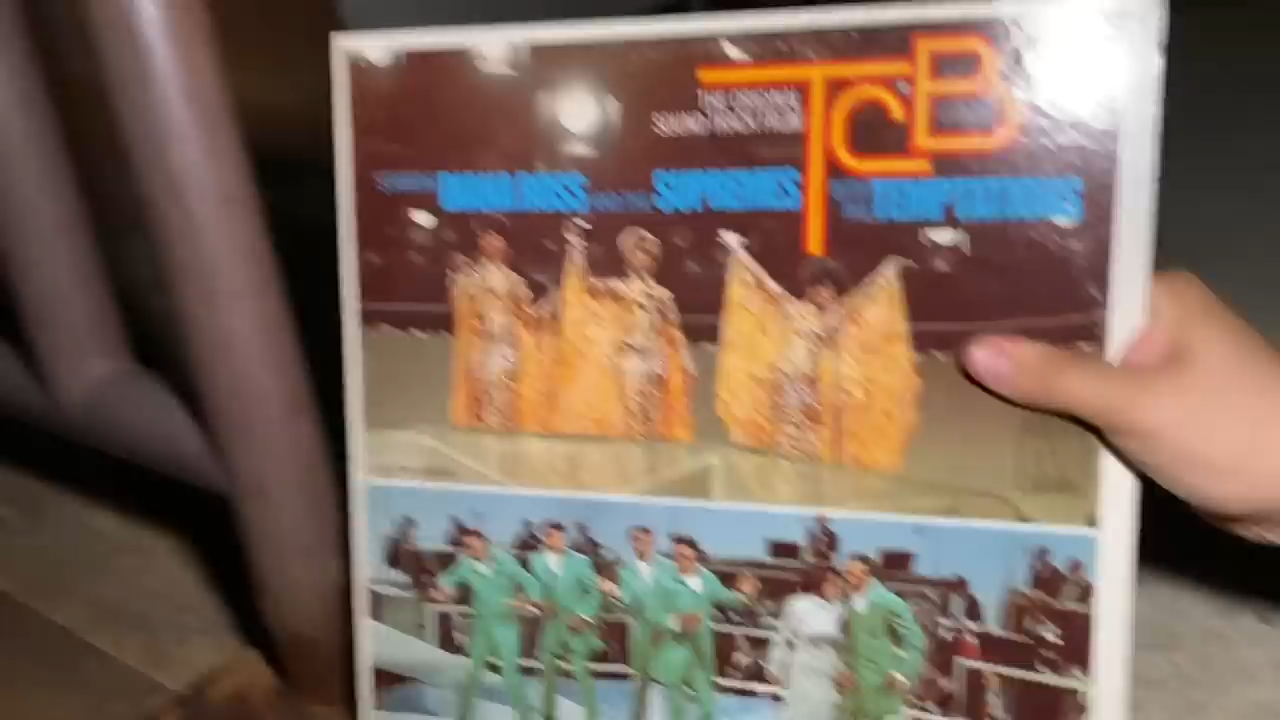 TCB
THE ORIGINAL
SOUND TRACK FROM
DIANA ROSS SUPREMES TEMPTATIONS